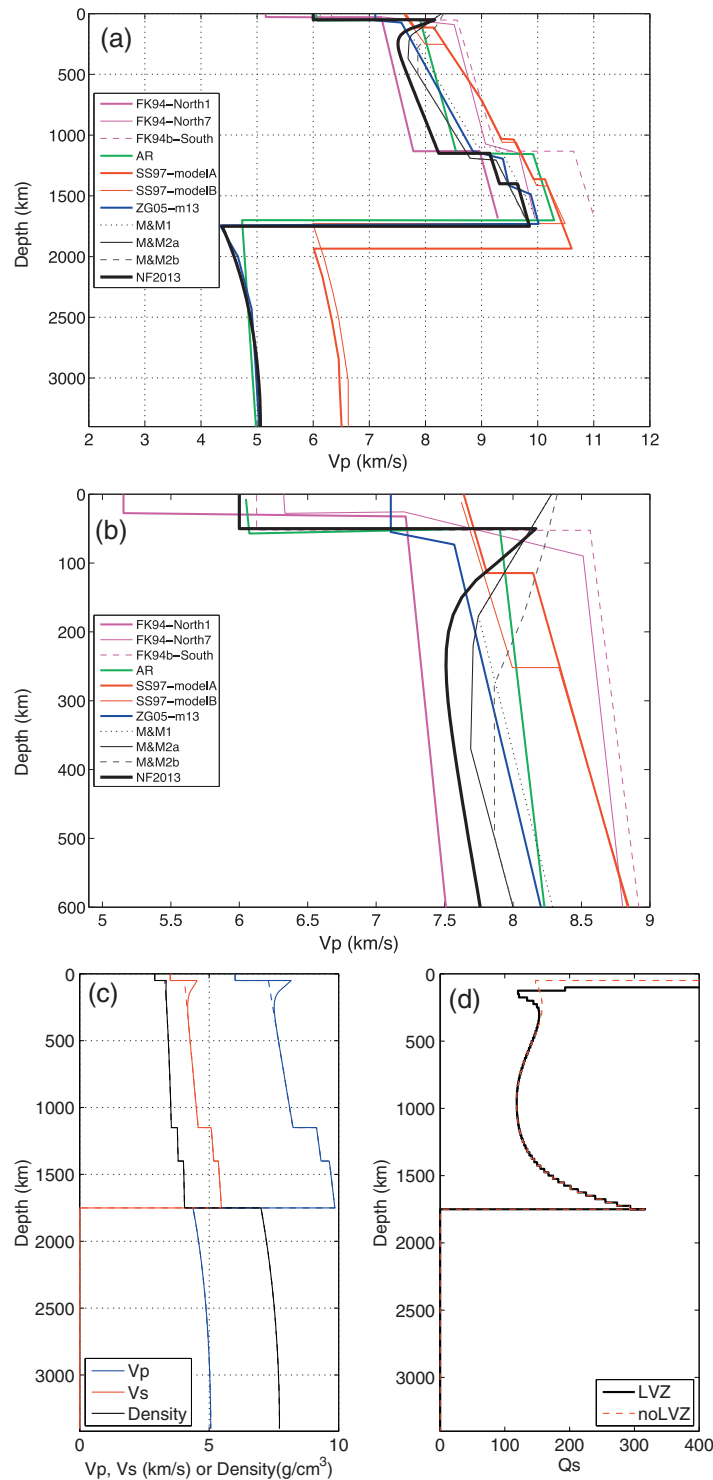 (a)
0
500
1000
1500
2000
2500
3000
Depth (km)
FK94-North1
FK94-North7
FK94b-South
AR
SS97-modelA
SS97-modelB
ZG05-m13
M&M1
M&M2a
M&M2b
NF2013
2 3 4 5 6 7 8 9 10 11 12
Vp (km/s)
(b)
0
100
200
300
400
500
600
Depth (km)
FK94-North1
FK94-North7
FK94b-South
AR
SS97-modelA
SS97-modelB
ZG05-m13
M&M1
M&M2a
M&M2b
NF2013
5 5.5 6 6.5 7 7.5 8 8.5 9
Vp (km/s)
(c)
0
500
1000
1500
2000
2500
3000
Depth (km)
Vp
Vs
Density
0 5 10
Vp, Vs (km/s) or Density(g/cm³)
(d)
0
500
1000
1500
2000
2500
3000
Depth (km)
LVZ
noLVZ
0 100 200 300 400
Qs